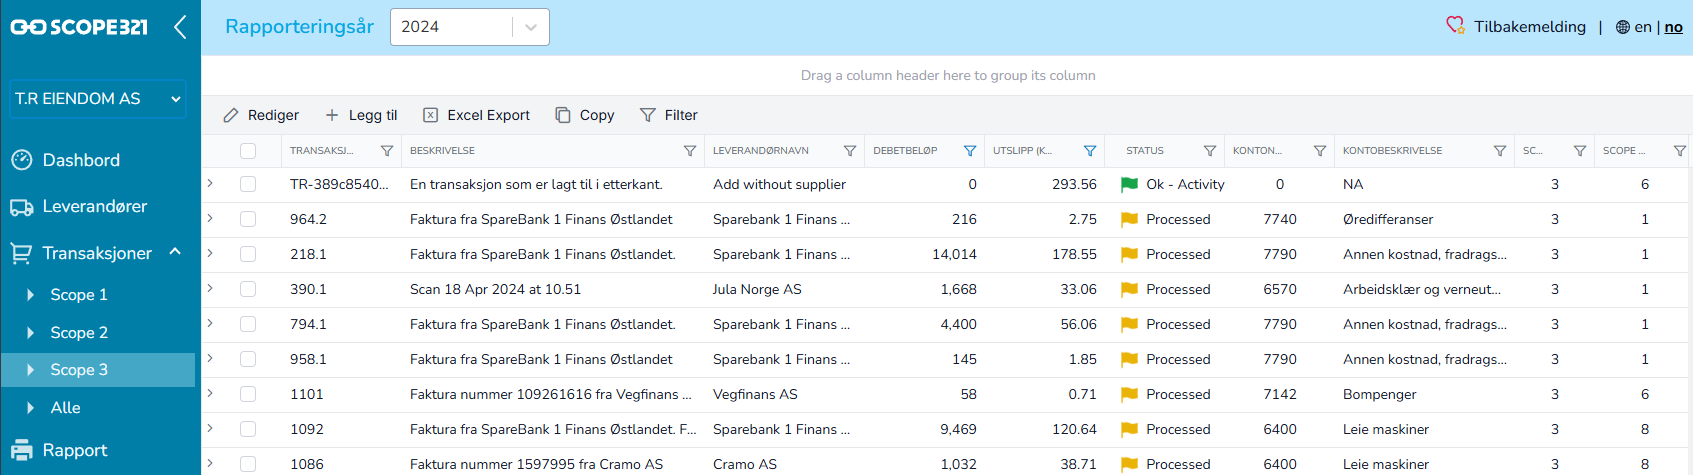 SCOPE321
Rapporteringsår 2024 Tilbakemelding | en | no
Drag a column header here to group its column
T.R EIENDOM AS
Rediger Legg til Excel Export Copy Filter
TRANSAKSJ... BESKRIVELSE LEVERANDØRNAVN DEBETBELØP UTSLIPP (K... STATUS KONTON... KONTOBESKRIVELSE SC... SCOPE ...
TR-389c8540... En transaksjon som er lagt til i etterkant. Add without supplier 0 293.56 Ok - Activity 0 NA 3 6
964.2 Faktura fra SpareBank 1 Finans Østlandet Sparebank 1 Finans ... 216 2.75 Processed 7740 Øredifferanser 3 1
218.1 Faktura fra SpareBank 1 Finans Østlandet. Sparebank 1 Finans ... 14,014 178.55 Processed 7790 Annen kostnad, fradrags... 3 1
390.1 Scan 18 Apr 2024 at 10.51 Jula Norge AS 1,668 33.06 Processed 6570 Arbeidsklær og verneut... 3 1
794.1 Faktura fra SpareBank 1 Finans Østlandet. Sparebank 1 Finans ... 4,400 56.06 Processed 7790 Annen kostnad, fradrags... 3 1
958.1 Faktura fra SpareBank 1 Finans Østlandet Sparebank 1 Finans ... 145 1.85 Processed 7790 Annen kostnad, fradrags... 3 1
1101 Faktura nummer 109261616 fra Vegfinans ... Vegfinans AS 58 0.71 Processed 7142 Bompenger 3 6
1092 Faktura fra SpareBank 1 Finans Østlandet. F... Sparebank 1 Finans ... 9,469 120.64 Processed 6400 Leie maskiner 3 8
1086 Faktura nummer 1597995 fra Cramo AS Cramo AS 1,032 38.71 Processed 6400 Leie maskiner 3 8
Dashbord
Leverandører
Transaksjoner
Scope 1
Scope 2
Scope 3
Alle
Rapport